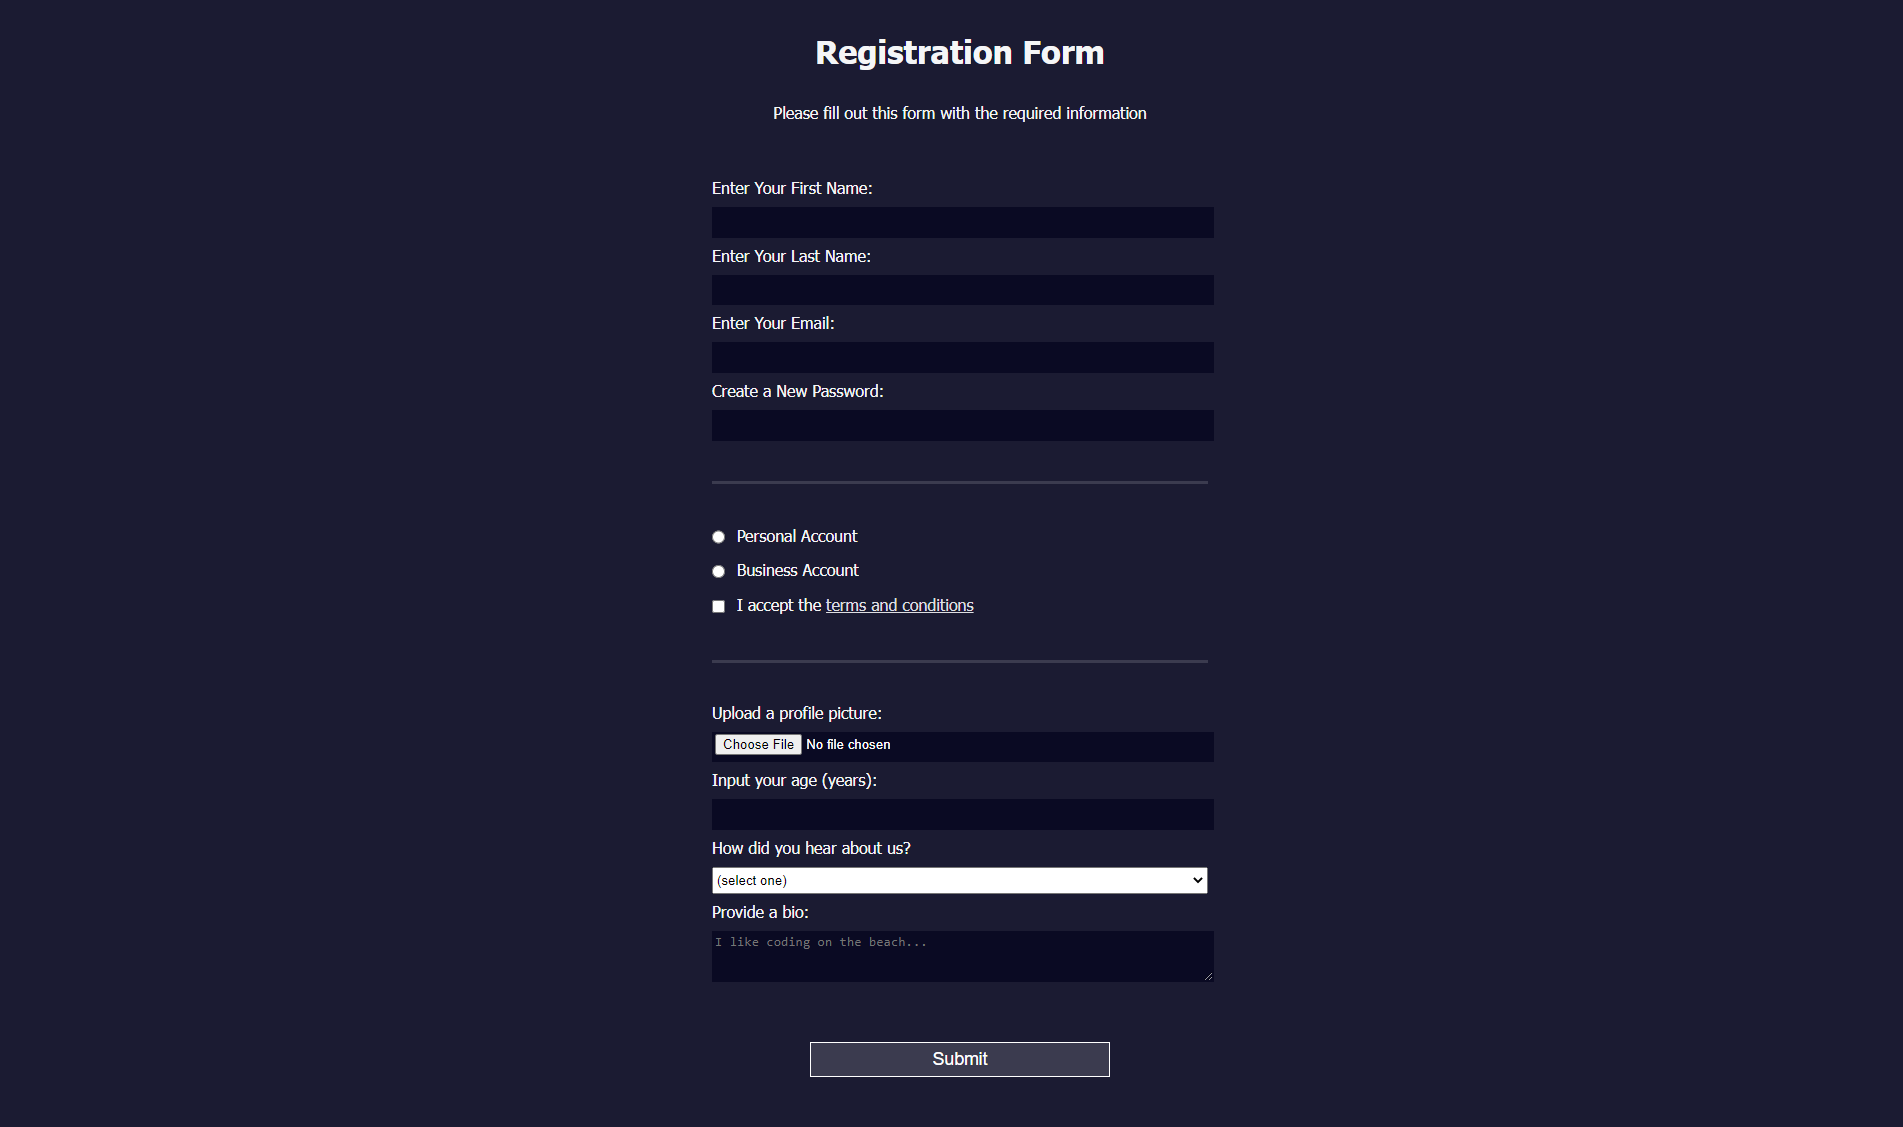 Registration Form
Please fill out this form with the required information
Enter Your First Name:
Enter Your Last Name:
Enter Your Email:
Create a New Password:
Personal Account
Business Account
I accept the terms and conditions
Upload a profile picture:
Choose File No file chosen
Input your age (years):
How did you hear about us?
(select one)
Provide a bio:
I like coding on the beach...
Submit